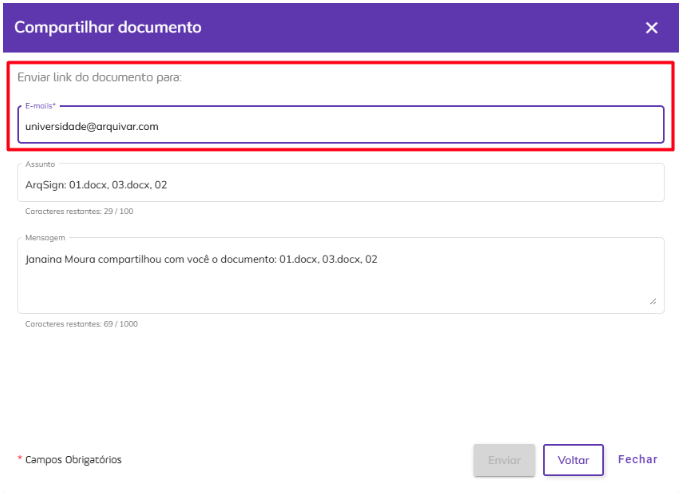 Compartilhar documento
Enviar link do documento para:
E-mails*
universidade@arquivar.com
Assunto
ArqSign: 01.docx, 03.docx, 02
Caracteres restantes: 29 / 100
Mensagem
Janaina Moura compartilhou com você o documento: 01.docx, 03.docx, 02
Caracteres restantes: 69 / 1000
* Campos Obrigatórios
Enviar
Voltar
Fechar